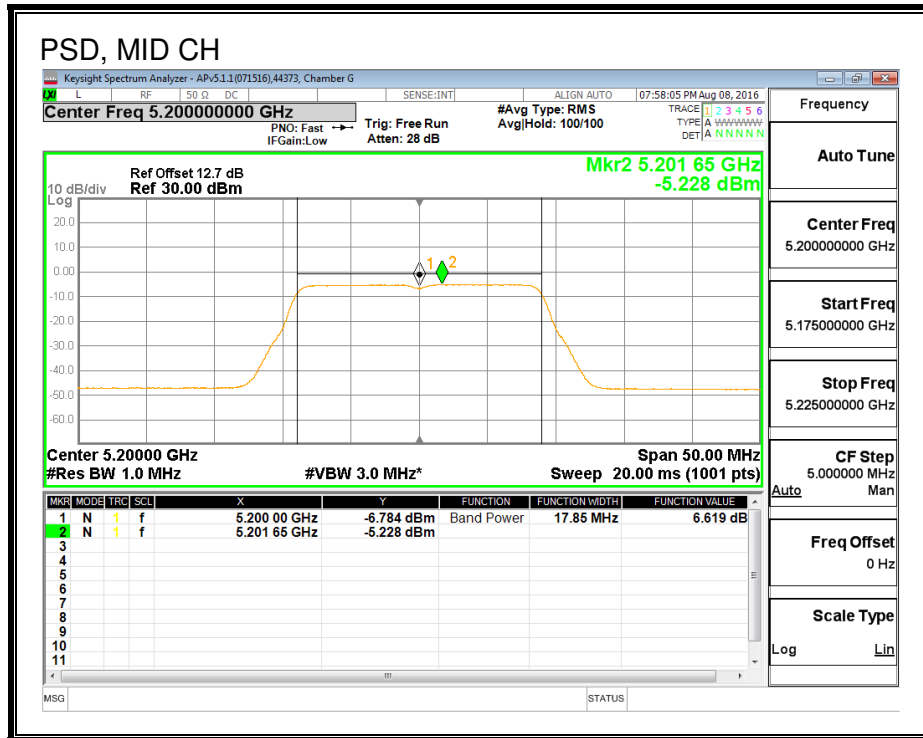 PSD, MID CH
Keysight Spectrum Analyzer - APv5.1.1(071516),44373, Chamber G
LXI L RF 50 Ω DC SENSE:INT ALIGN AUTO 07:58:05 PM Aug 08, 2016
Center Freq 5.200000000 GHz
PNO: Fast
IFGain:Low
Trig: Free Run
Atten: 28 dB
#Avg Type: RMS
Avg|Hold: 100/100
TRACE 1 2 3 4 5 6
TYPE A WWWWW
DET A N N N N N
Mkr2 5.201 65 GHz
-5.228 dBm
Ref Offset 12.7 dB
10 dB/div Ref 30.00 dBm
Log
20.0
10.0
0.00
-10.0
-20.0
-30.0
-40.0
-50.0
-60.0
1 2
Center 5.20000 GHz Span 50.00 MHz
#Res BW 1.0 MHz #VBW 3.0 MHz* Sweep 20.00 ms (1001 pts)
MKR MODE TRC SCL X Y FUNCTION FUNCTION WIDTH FUNCTION VALUE
1 N 1 f 5.200 00 GHz -6.784 dBm Band Power 17.85 MHz 6.619 dB
2 N 1 f 5.201 65 GHz -5.228 dBm
3
4
5
6
7
8
9
10
11
MSG STATUS
Frequency
Auto Tune
Center Freq
5.200000000 GHz
Start Freq
5.175000000 GHz
Stop Freq
5.225000000 GHz
CF Step
5.000000 MHz
Auto Man
Freq Offset
0 Hz
Scale Type
Log Lin